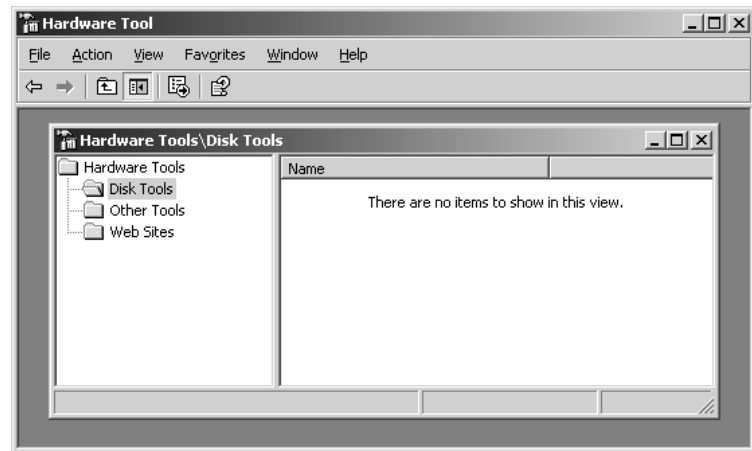 Hardware Tool
File Action View Favorites Window Help
Hardware Tools\Disk Tools
Hardware Tools
Name
Disk Tools
There are no items to show in this view.
Other Tools
Web Sites